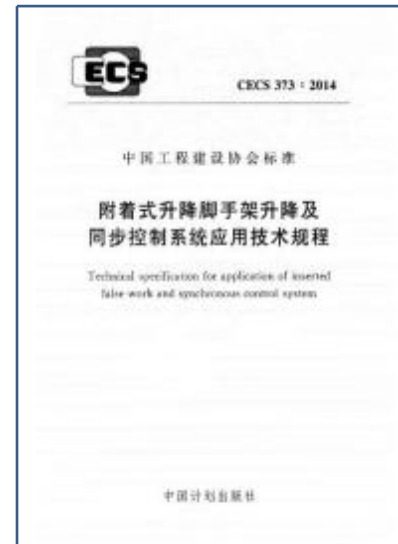 ECS
CECS 373：2014
中国工程建设协会标准
附着式升降脚手架升降及
同步控制系统应用技术规程
Technical specification for application of inserted
false-work and synchronous control system
中国计划出版社